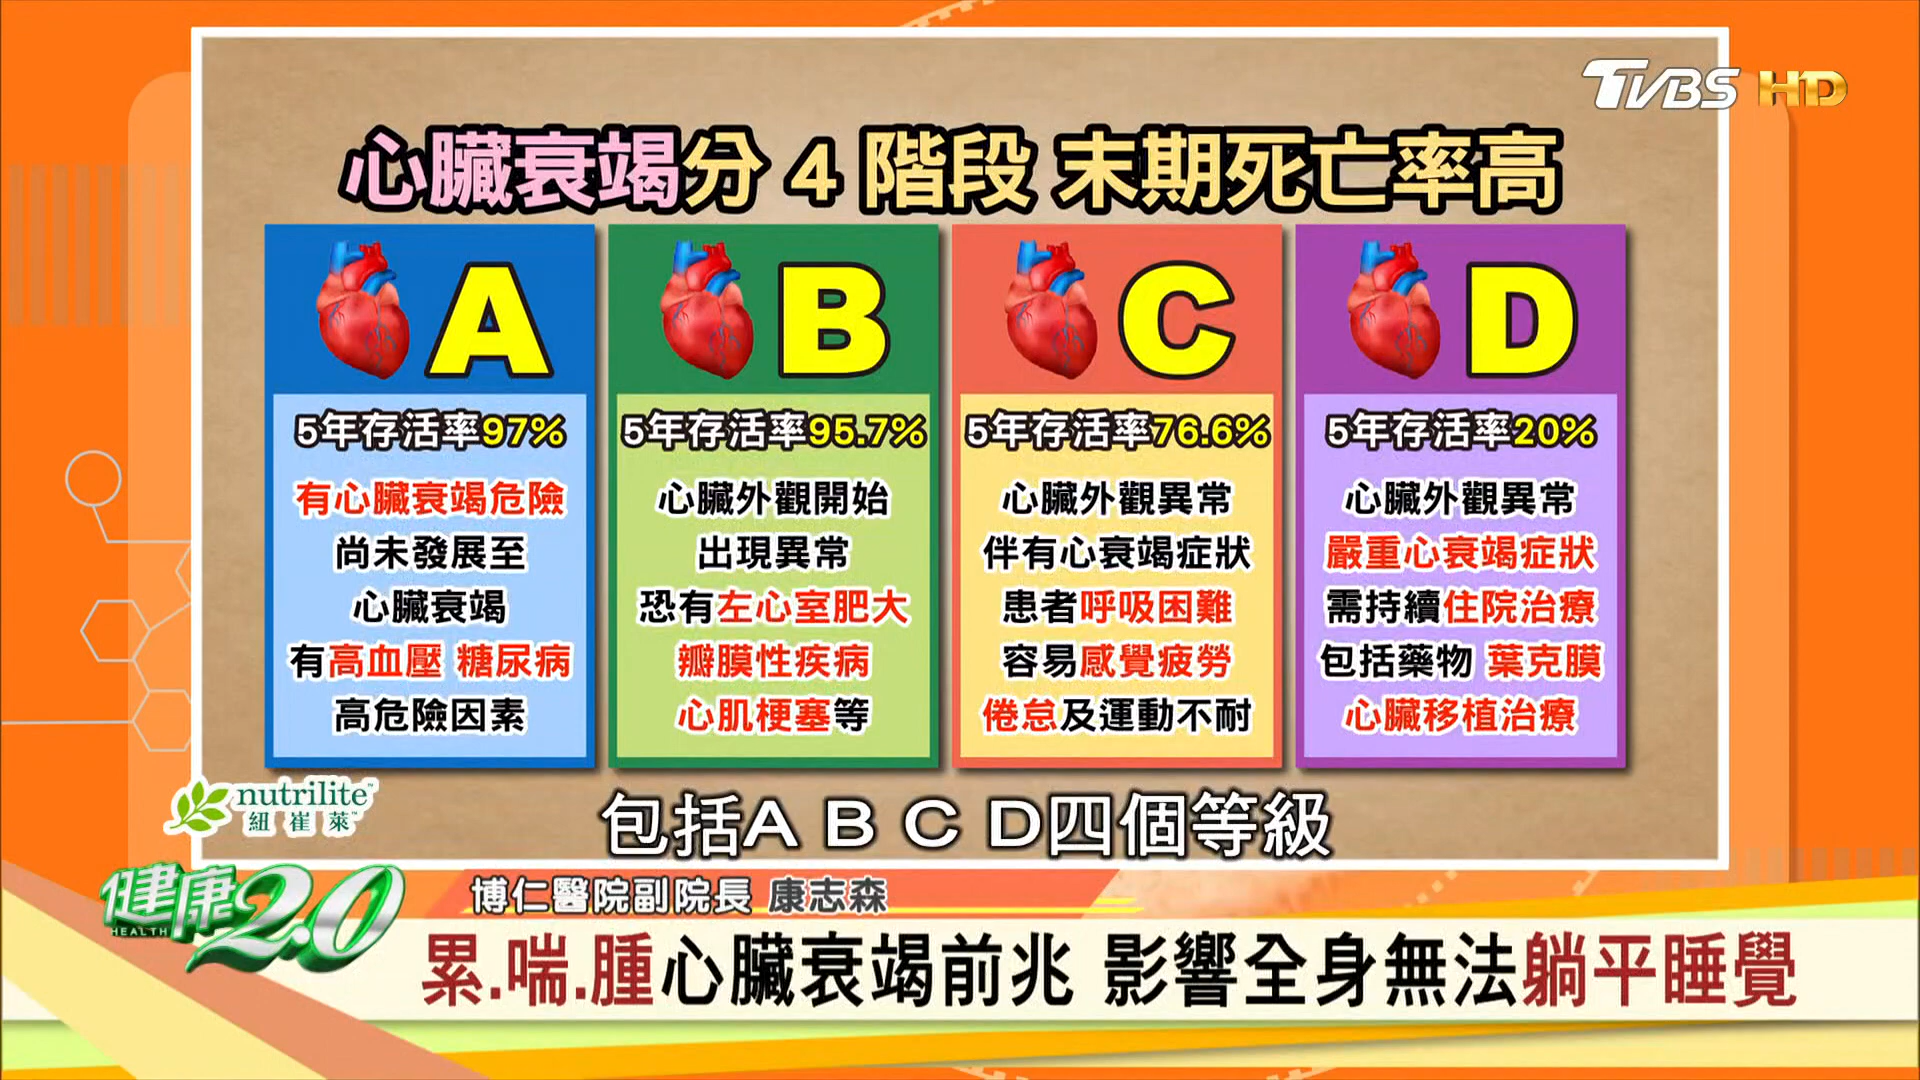 TVBS HD
心臟衰竭分 4 階段 末期死亡率高
A
5年存活率97%
有心臟衰竭危險
尚未發展至
心臟衰竭
有高血壓 糖尿病
高危險因素
B
5年存活率95.7%
心臟外觀開始
出現異常
恐有左心室肥大
瓣膜性疾病
心肌梗塞等
C
5年存活率76.6%
心臟外觀異常
伴有心衰竭症狀
患者呼吸困難
容易感覺疲勞
倦怠及運動不耐
D
5年存活率20%
心臟外觀異常
嚴重心衰竭症狀
需持續住院治療
包括藥物 葉克膜
心臟移植治療
nutrilite™
紐崔萊™
包括A B C D四個等級
健康2.0
HEALTH
博仁醫院副院長 康志森
累.喘.腫心臟衰竭前兆 影響全身無法躺平睡覺